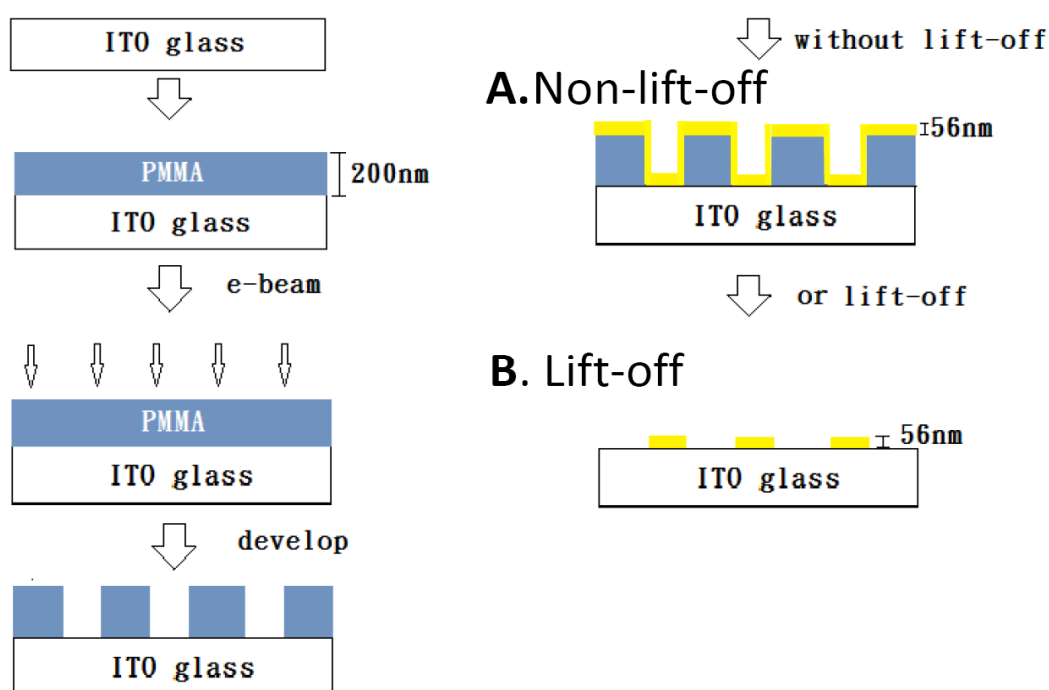 ITO glass
PMMA
200nm
ITO glass
e-beam
PMMA
ITO glass
develop
ITO glass
without lift-off
A.Non-lift-off
56nm
ITO glass
or lift-off
B. Lift-off
56nm
ITO glass